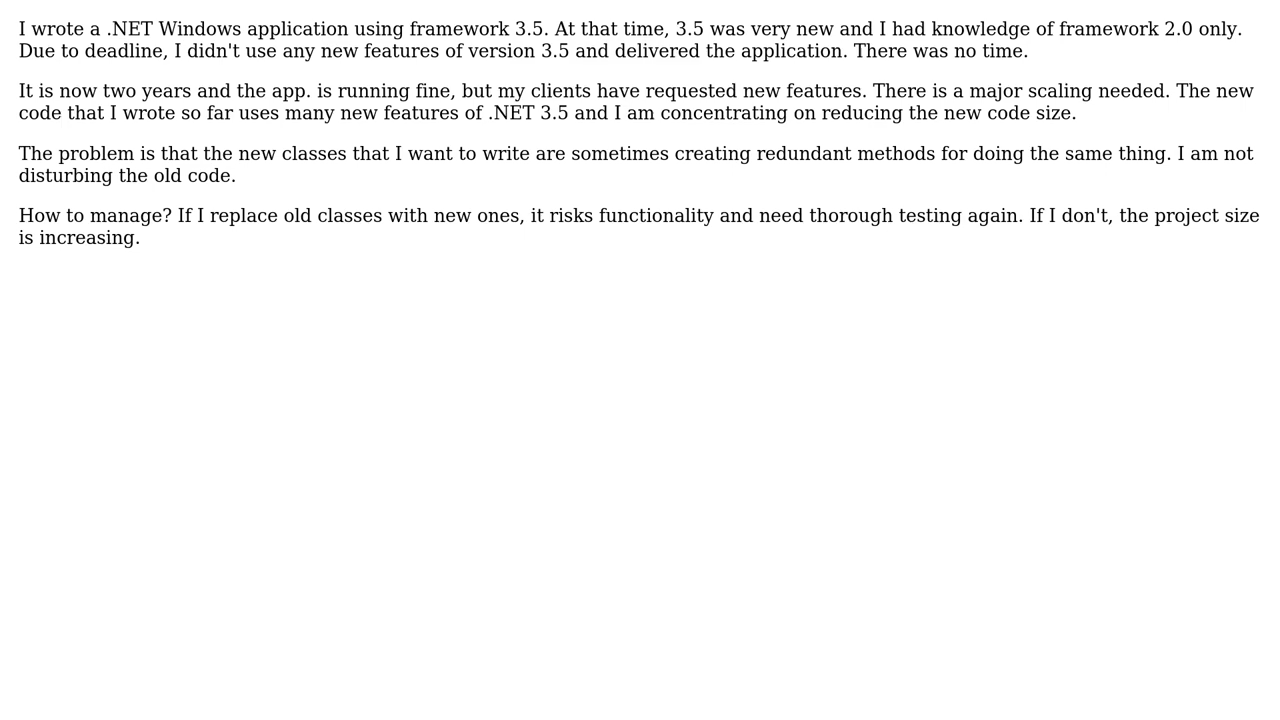 I wrote a .NET Windows application using framework 3.5. At that time, 3.5 was very new and I had knowledge of framework 2.0 only.
Due to deadline, I didn't use any new features of version 3.5 and delivered the application. There was no time.
It is now two years and the app. is running fine, but my clients have requested new features. There is a major scaling needed. The new
code that I wrote so far uses many new features of .NET 3.5 and I am concentrating on reducing the new code size.
The problem is that the new classes that I want to write are sometimes creating redundant methods for doing the same thing. I am not
disturbing the old code.
How to manage? If I replace old classes with new ones, it risks functionality and need thorough testing again. If I don't, the project size
is increasing.